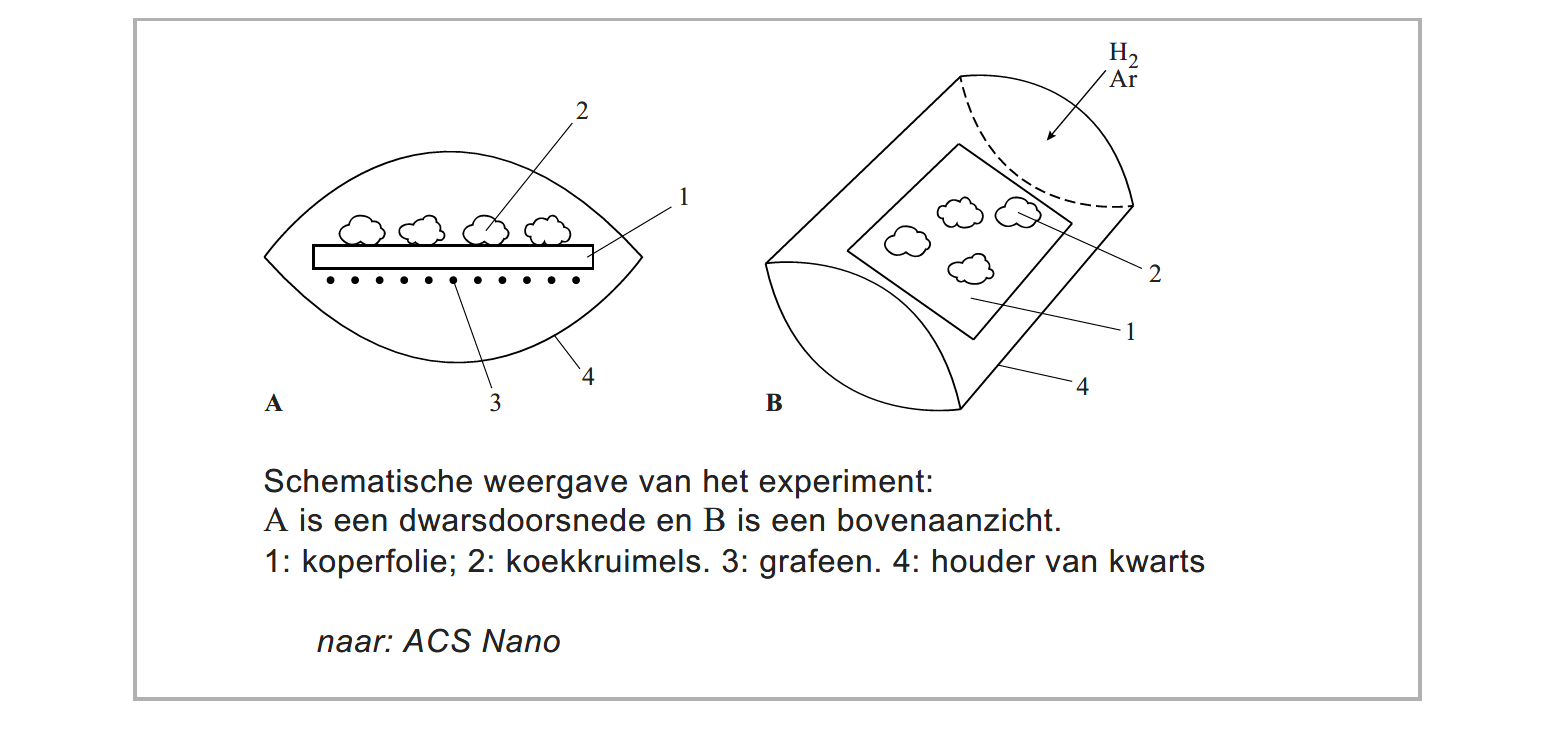 H₂
Ar
2
1
4
3
A
2
1
4
B
Schematische weergave van het experiment:
A is een dwarsdoorsnede en B is een bovenaanzicht.
1: koperfolie; 2: koekkruimels. 3: grafeen. 4: houder van kwarts
naar: ACS Nano